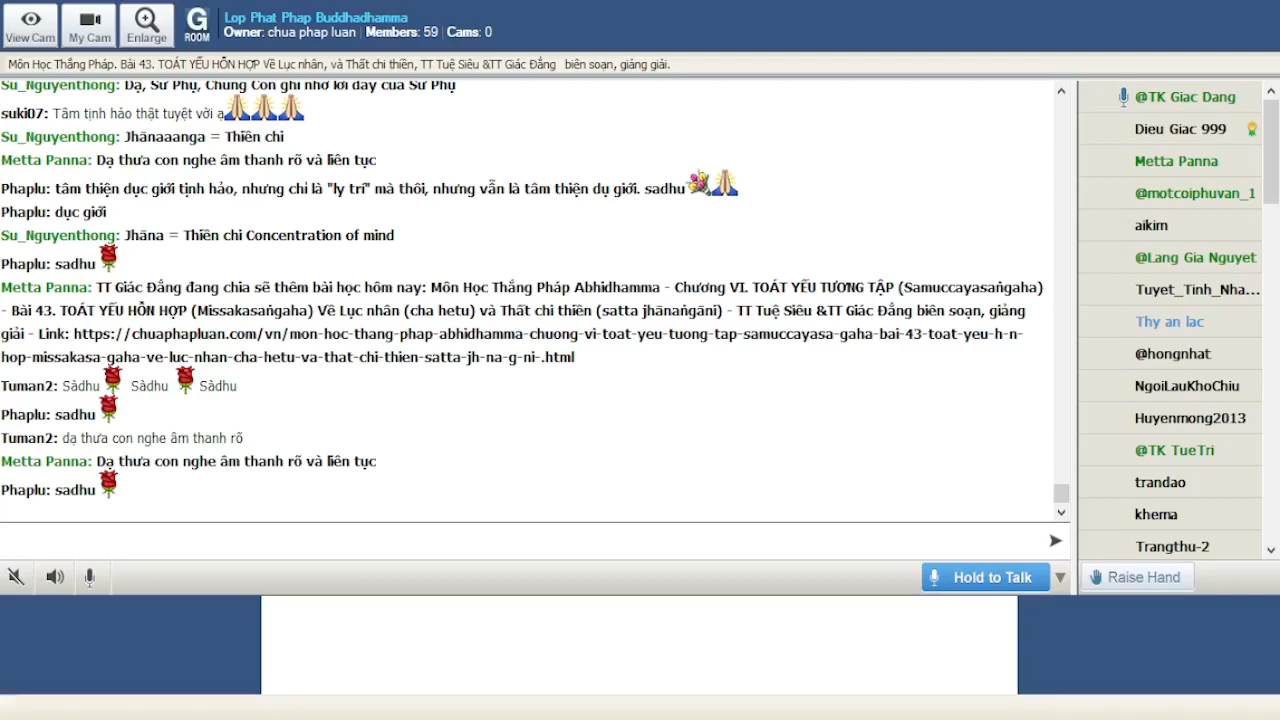 View Cam
My Cam
Enlarge
G
ROOM
Lop Phat Phap Buddhadhamma
Owner: chua phap luan | Members: 59 | Cams: 0
Môn Học Thắng Pháp. Bài 43. TOÁT YẾU HỖN HỢP Về Lục nhân, và Thất chi thiền, TT Tuệ Siêu &TT Giác Đẳng biên soạn, giảng giải.
Su_Nguyenthong: Dạ, Sư Phụ, Chúng Con ghi nhớ lời dạy của Sư Phụ
suki07: Tâm tịnh hảo thật tuyệt vời ạ
Su_Nguyenthong: Jhānaaanga = Thiền chi
Metta Panna: Dạ thưa con nghe âm thanh rõ và liên tục
Phaplu: tâm thiện dục giới tịnh hảo, nhưng chỉ là "ly trí" mà thôi, nhưng vẫn là tâm thiện dụ giới. sadhu
Phaplu: dục giới
Su_Nguyenthong: Jhāna = Thiền chi Concentration of mind
Phaplu: sadhu
Metta Panna: TT Giác Đẳng đang chia sẽ thêm bài học hôm nay: Môn Học Thắng Pháp Abhidhamma - Chương VI. TOÁT YẾU TƯƠNG TẬP (Samuccayasaṅgaha)
- Bài 43. TOÁT YẾU HỖN HỢP (Missakasaṅgaha) Về Lục nhân (cha hetu) và Thất chi thiền (satta jhānaṅgāni) - TT Tuệ Siêu &TT Giác Đẳng biên soạn, giảng
giải - Link: https://chuaphapluan.com/vn/mon-hoc-thang-phap-abhidhamma-chuong-vi-toat-yeu-tuong-tap-samuccayasa-gaha-bai-43-toat-yeu-h-n-
hop-missakasa-gaha-ve-luc-nhan-cha-hetu-va-that-chi-thien-satta-jh-na-g-ni-.html
Tuman2: Sàdhu Sàdhu Sàdhu
Phaplu: sadhu
Tuman2: dạ thưa con nghe âm thanh rõ
Metta Panna: Dạ thưa con nghe âm thanh rõ và liên tục
Phaplu: sadhu
Hold to Talk
@TK Giac Dang
Dieu Giac 999
Metta Panna
@motcoiphuvan_1
aikim
@Lang Gia Nguyet
Tuyet_Tinh_Nha...
Thy an lac
@hongnhat
NgoiLauKhoChiu
Huyenmong2013
@TK TueTri
trandao
khema
Trangthu-2
Raise Hand